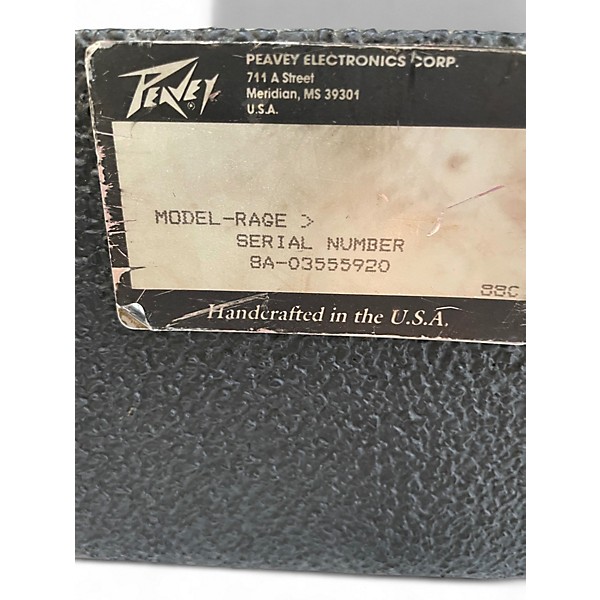 PEAVEY ®
PEAVEY ELECTRONICS CORP.
711 A Street
Meridian, MS 39301
U.S.A.
MODEL-RAGE >
SERIAL NUMBER
8A-03555920
88C
Handcrafted in the U.S.A.